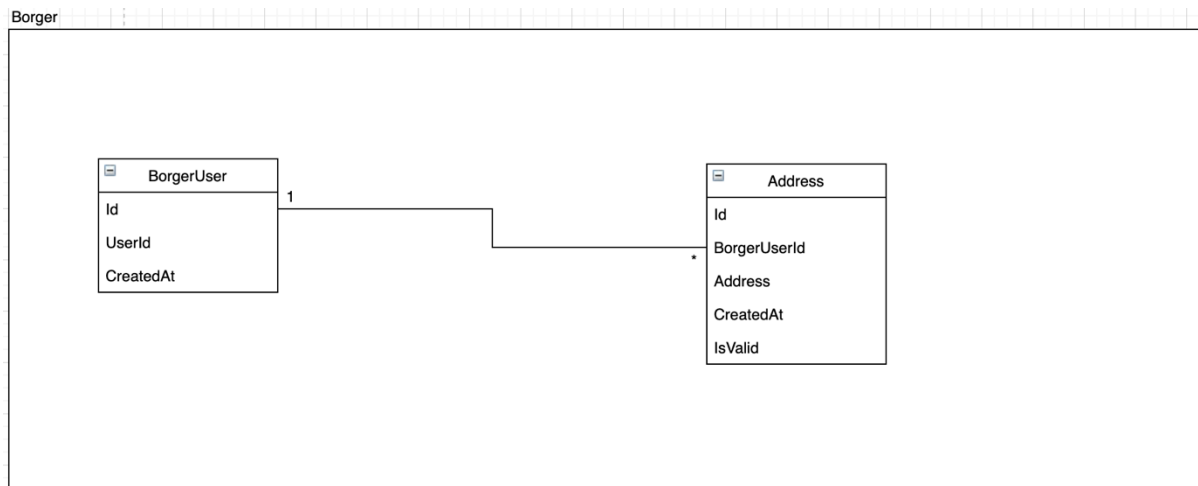 Borger
BorgerUser
Id
UserId
CreatedAt
1
*
Address
Id
BorgerUserId
Address
CreatedAt
IsValid